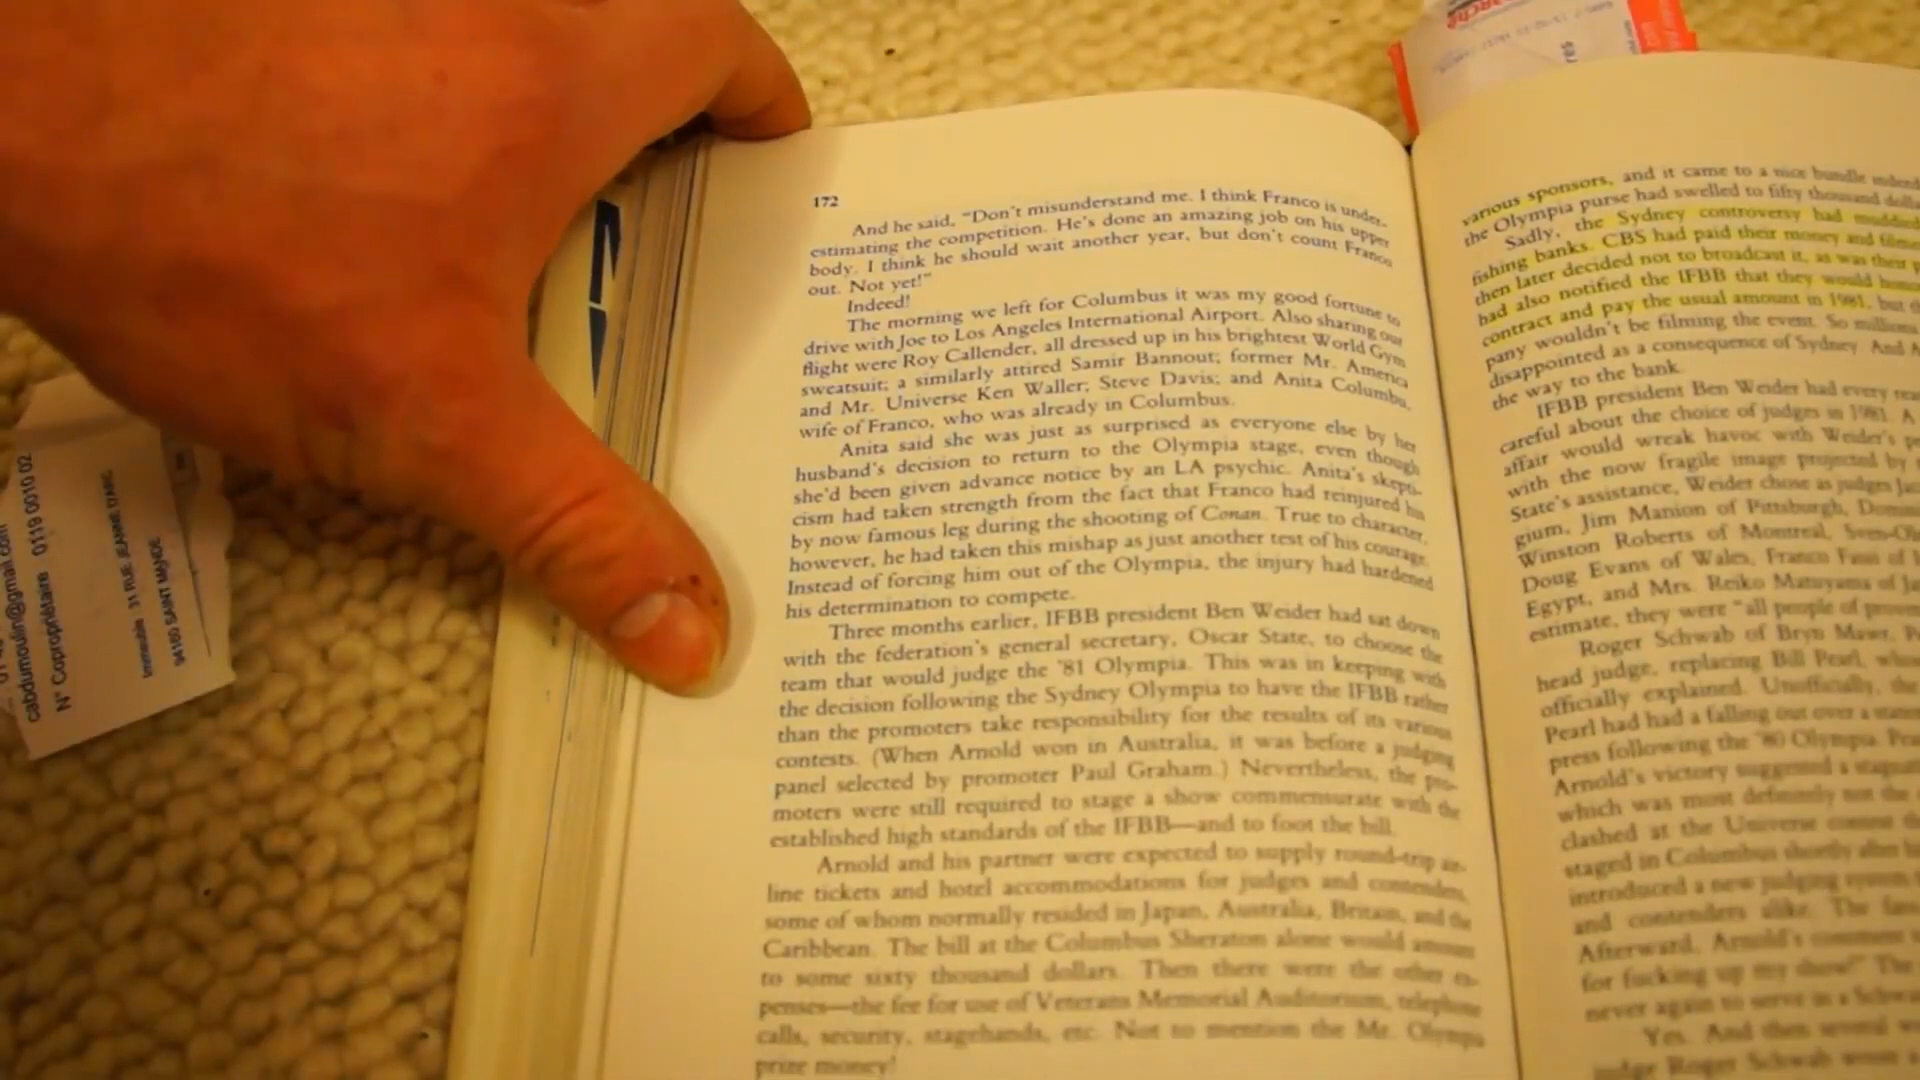 172
And he said, "Don't misunderstand me. I think Franco is under-
estimating the competition. He's done an amazing job on his upper
body. I think he should wait another year, but don't count Franco
out. Not yet!"
Indeed!
The morning we left for Columbus it was my good fortune to
drive with Joe to Los Angeles International Airport. Also sharing our
flight were Roy Callender, all dressed up in his brightest World Gym
sweatsuit; a similarly attired Samir Bannout; former Mr. America
and Mr. Universe Ken Waller; Steve Davis; and Anita Columbu,
wife of Franco, who was already in Columbus.
Anita said she was just as surprised as everyone else by her
husband's decision to return to the Olympia stage, even though
she'd been given advance notice by an LA psychic. Anita's skepti-
cism had taken strength from the fact that Franco had reinjured his
by now famous leg during the shooting of Conan. True to character,
however, he had taken this mishap as just another test of his courage.
Instead of forcing him out of the Olympia, the injury had hardened
his determination to compete.
Three months earlier, IFBB president Ben Weider had sat down
with the federation's general secretary, Oscar State, to choose the
team that would judge the '81 Olympia. This was in keeping with
the decision following the Sydney Olympia to have the IFBB rather
than the promoters take responsibility for the results of its various
contests. (When Arnold won in Australia, it was before a judging
panel selected by promoter Paul Graham.) Nevertheless, the pro-
moters were still required to stage a show commensurate with the
established high standards of the IFBB—and to foot the bill.
Arnold and his partner were expected to supply round-trip air-
line tickets and hotel accommodations for judges and contenders,
some of whom normally resided in Japan, Australia, Britain, and the
Caribbean. The bill at the Columbus Sheraton alone would amount
to some sixty thousand dollars. Then there were the other ex-
penses—the fee for use of Veterans Memorial Auditorium, telephone
calls, security, stagehands, etc. Not to mention the Mr. Olympia
prize money!
various sponsors, and it came to a nice bundle indeed
the Olympia purse had swelled to fifty thousand
Sadly, the Sydney controversy had
fishing banks. CBS had paid their money and
then later decided not to broadcast it, as was their
had also notified the IFBB that they would
contract and pay the usual amount in 1981, but
pany wouldn't be filming the event. So
disappointed as a consequence of Sydney. And
the way to the bank.
IFBB president Ben Weider had every
careful about the choice of judges in 1981. A
affair would wreak havoc with Weider's
with the now fragile image projected by
State's assistance, Weider chose as judges
gium, Jim Manion of Pittsburgh,
Winston Roberts of Montreal,
Doug Evans of Wales, Franco Fassi of
Egypt, and Mrs. Reiko
estimate, they were "all people of
Roger Schwab of Bryn Mawr,
head judge, replacing Bill Pearl,
officially explained. Unofficially,
Pearl had had a falling out over a
press following the '80 Olympia.
Arnold's victory suggested a
which was most definitely not the
clashed at the Universe contest
staged in Columbus shortly after
introduced a new judging system
and contenders alike. The
Afterward, Arnold's comment
for fucking up my show!" The
never again to serve in a
Yes. And then several
judge Roger Schwab
cabdumoulin@gmail.com
N° Copropriétaire 0119 0010 02
Immeuble 31 RUE JEANNE D'ARC
94160 SAINT MANDE